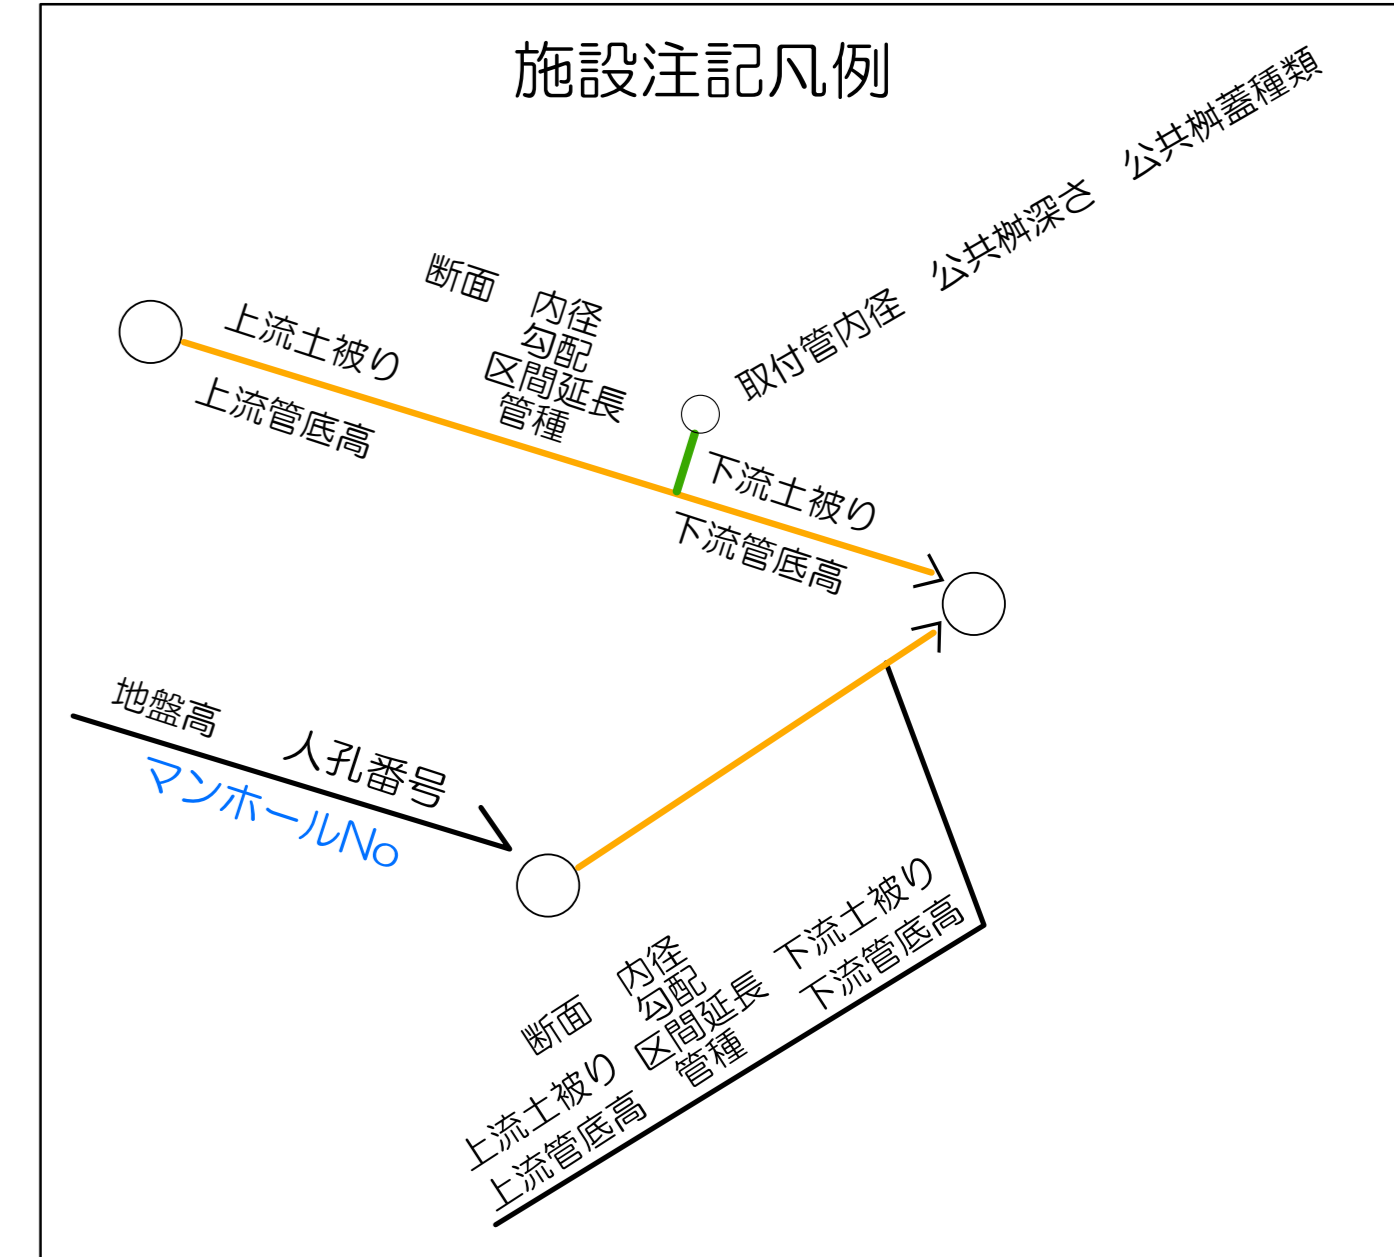 施設注記凡例
取付管内径　公共桝深さ　公共桝蓋種類
断面　内径
勾配
区間延長
管種
上流土被り
上流管底高
下流土被り
下流管底高
地盤高　人孔番号
マンホールNo
断面　内径
勾配
区間延長
管種
上流土被り
上流管底高
下流土被り
下流管底高